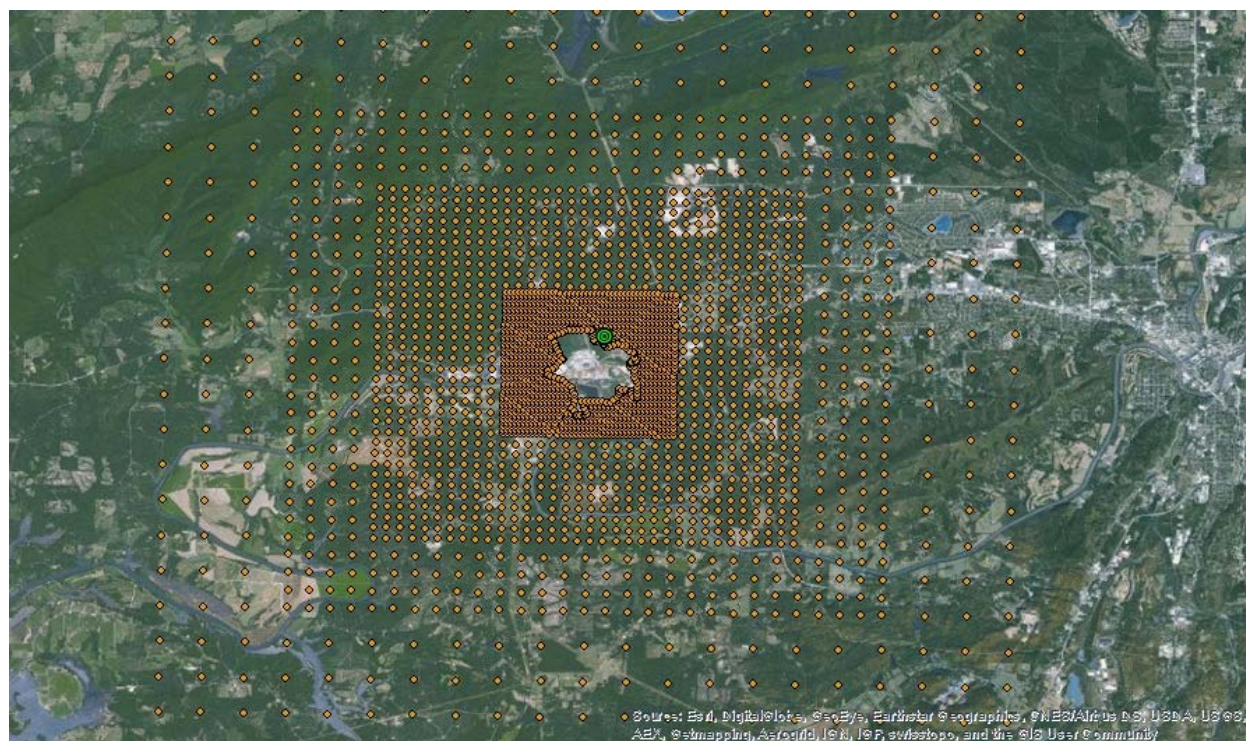 Source: Esri, DigitalGlobe, GeoEye, Earthstar Geographics, CNES/Airbus DS, USDA, USGS,
AEX, Getmapping, Aerogrid, IGN, IGP, swisstopo, and the GIS User Community